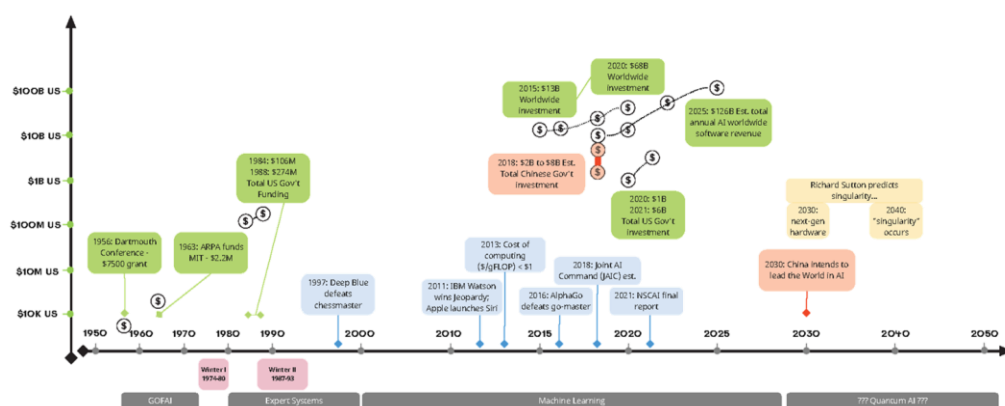 $100B US
$10B US
$1B US
$100M US
$10M US
$10K US
2015: $13B
Worldwide
investment
2020: $68B
Worldwide
investment
2025: $126B Est. total
annual AI worldwide
software revenue
1984: $106M
1988: $274M
Total US Gov't
Funding
2018: $2B to $8B Est.
Total Chinese Gov't
investment
2020: $1B
2021: $6B
Total US Gov't
investment
Richard Sutton predicts
singularity...
2030:
next-gen
hardware
2040:
"singularity"
occurs
1956: Dartmouth
Conference -
$7500 grant
1963: ARPA funds
MIT - $2.2M
1997: Deep Blue
defeats
chessmaster
2013: Cost of
computing
($/gFLOP) < $1
2011: IBM Watson
wins Jeopardy;
Apple launches Siri
2018: Joint AI
Command (JAIC) est.
2016: AlphaGo
defeats go-master
2021: NSCAI final
report
2030: China intends to
lead the World in AI
1950 1960 1970 1980 1990 2000 2010 2015 2020 2025 2030 2040 2050
Winter I
1974-80
Winter II
1987-93
GOFAI
Expert Systems
Machine Learning
??? Quantum AI ???